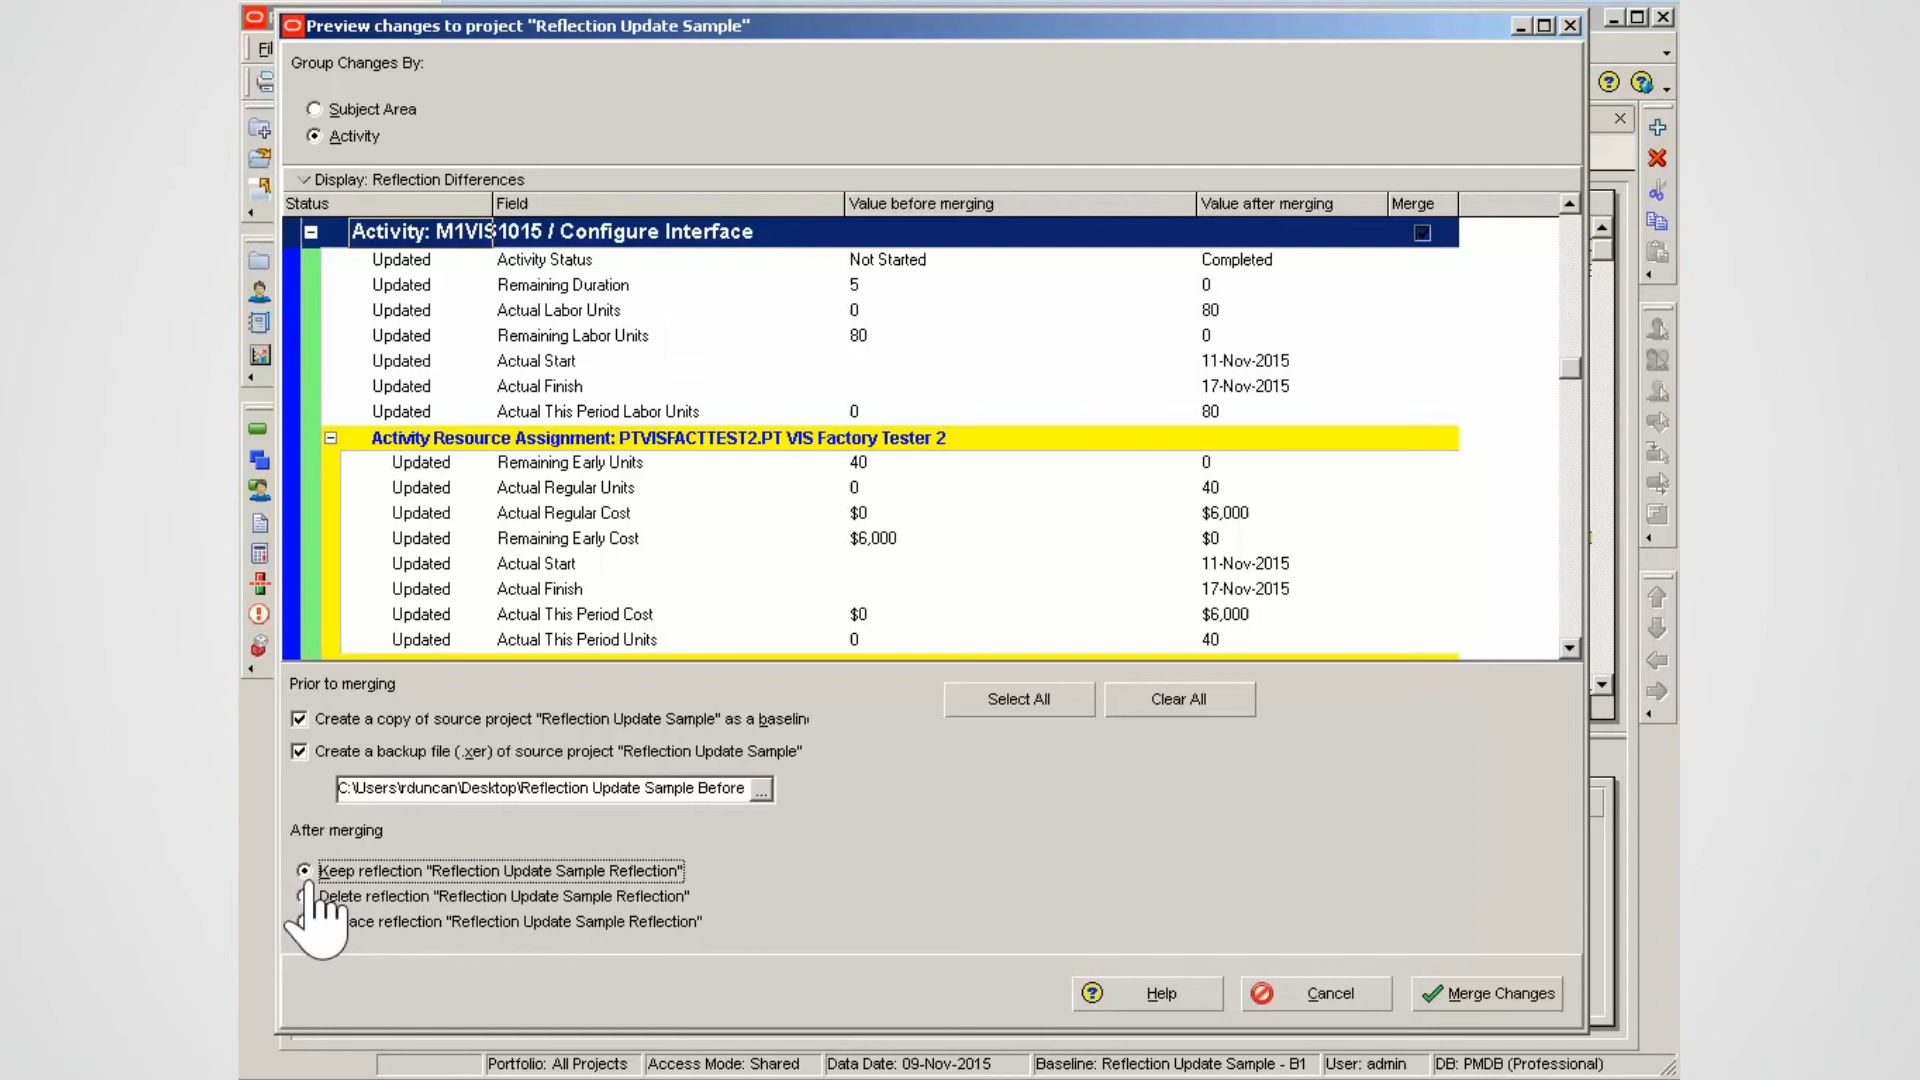 Preview changes to project "Reflection Update Sample"
Group Changes By:
Subject Area
Activity
Display: Reflection Differences
Status Field Value before merging Value after merging Merge
Activity: M1VIS1015 / Configure Interface
Updated Activity Status Not Started Completed
Updated Remaining Duration 5 0
Updated Actual Labor Units 0 80
Updated Remaining Labor Units 80 0
Updated Actual Start 11-Nov-2015
Updated Actual Finish 17-Nov-2015
Updated Actual This Period Labor Units 0 80
Activity Resource Assignment: PTVISFACTTEST2.PT VIS Factory Tester 2
Updated Remaining Early Units 40 0
Updated Actual Regular Units 0 40
Updated Actual Regular Cost $0 $6,000
Updated Remaining Early Cost $6,000 $0
Updated Actual Start 11-Nov-2015
Updated Actual Finish 17-Nov-2015
Updated Actual This Period Cost $0 $6,000
Updated Actual This Period Units 0 40
Prior to merging
Select All Clear All
Create a copy of source project "Reflection Update Sample" as a baselin
Create a backup file (.xer) of source project "Reflection Update Sample"
C:\Users\rduncan\Desktop\Reflection Update Sample Before ...
After merging
Keep reflection "Reflection Update Sample Reflection"
Delete reflection "Reflection Update Sample Reflection"
ace reflection "Reflection Update Sample Reflection"
Help Cancel Merge Changes
Portfolio: All Projects Access Mode: Shared Data Date: 09-Nov-2015 Baseline: Reflection Update Sample - B1 User: admin DB: PMDB (Professional)